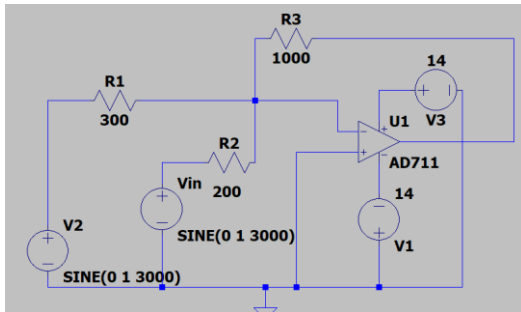 R3
1000
14
R1
300
U1
V3
R2
200
AD711
Vin
14
V2
SINE(0 1 3000)
V1
SINE(0 1 3000)